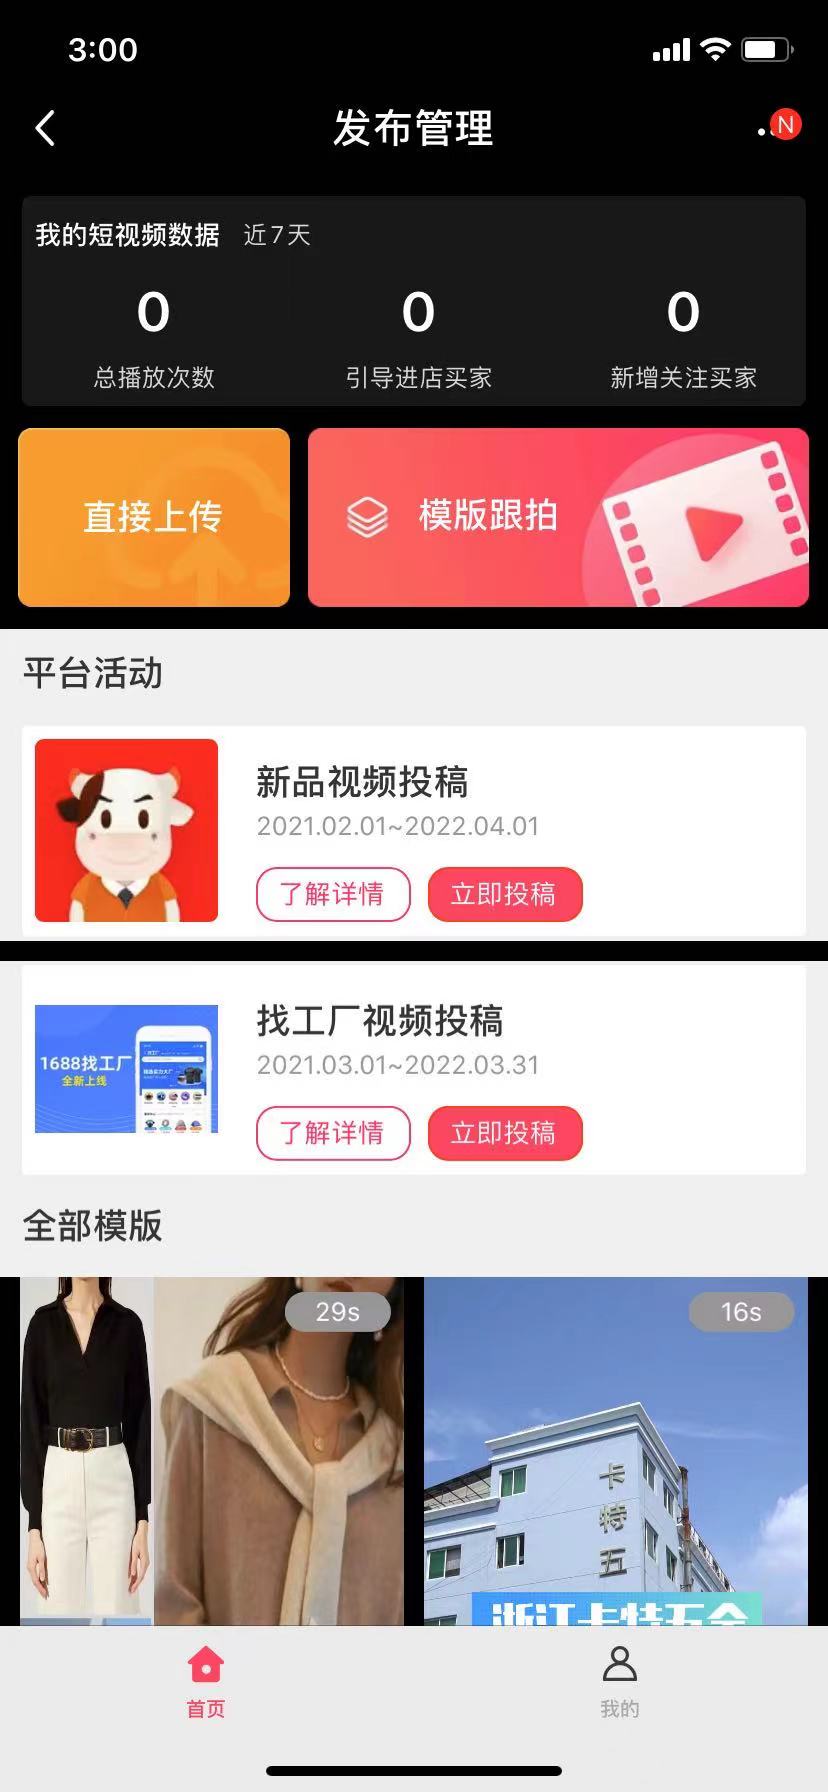 3:00
发布管理
N
我的短视频数据 近7天
0 0 0
总播放次数 引导进店买家 新增关注买家
直接上传
模版跟拍
平台活动
新品视频投稿
2021.02.01~2022.04.01
了解详情 立即投稿
1688找工厂
全新上线
找工厂视频投稿
2021.03.01~2022.03.31
了解详情 立即投稿
全部模版
29s
16s
卡特五
浙江卡特五金
首页 我的